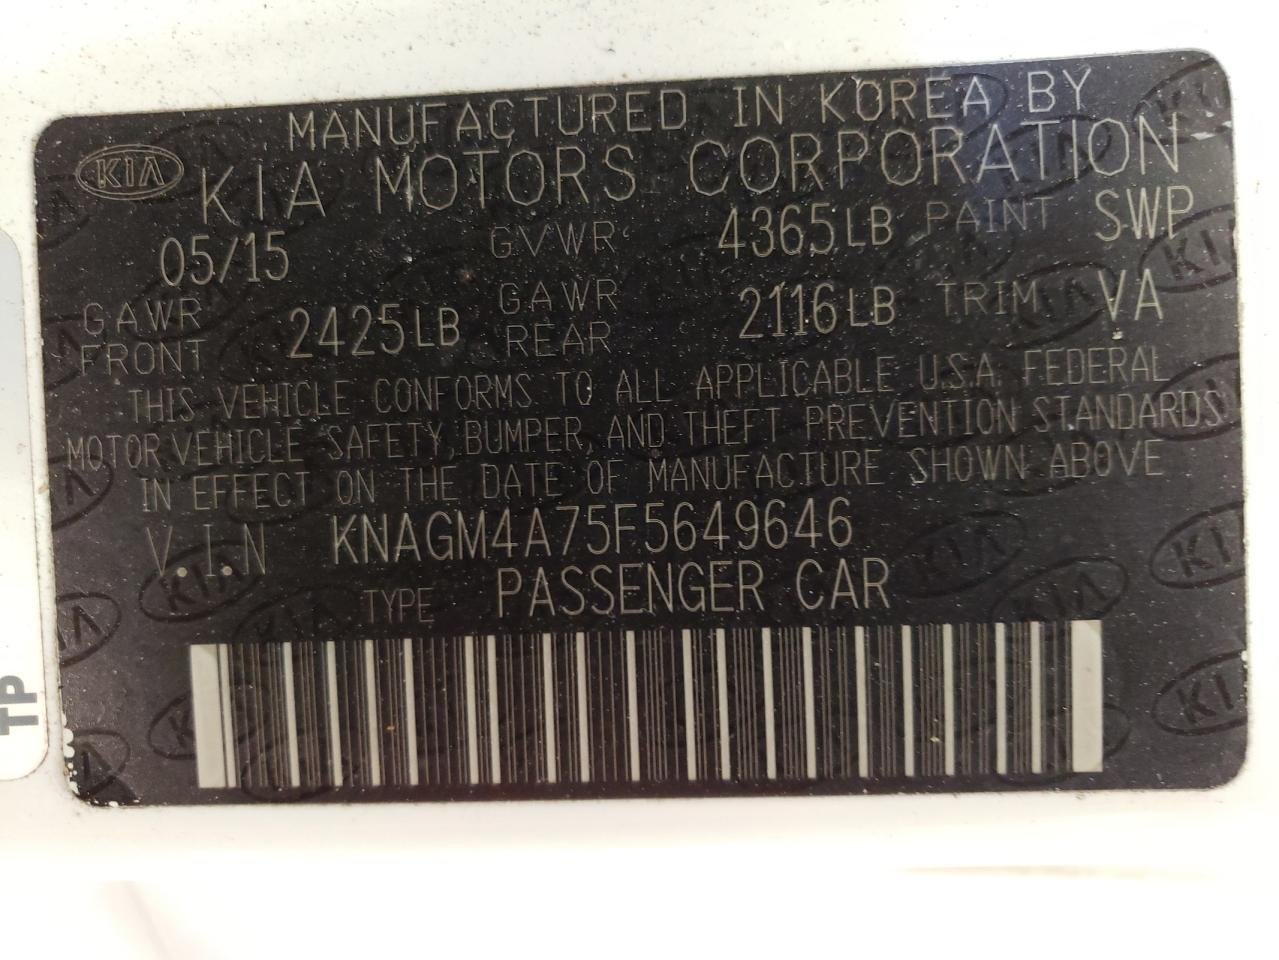 MANUFACTURED IN KOREA BY
KIA KIA MOTORS CORPORATION
05/15 GVWR 4365LB PAINT SWP
GAWR FRONT 2425LB GAWR REAR 2116LB TRIM VA
THIS VEHICLE CONFORMS TO ALL APPLICABLE U.S.A. FEDERAL
MOTOR VEHICLE SAFETY, BUMPER, AND THEFT PREVENTION STANDARDS
IN EFFECT ON THE DATE OF MANUFACTURE SHOWN ABOVE
V.I.N KNAGM4A75F5649646
TYPE PASSENGER CAR
TP